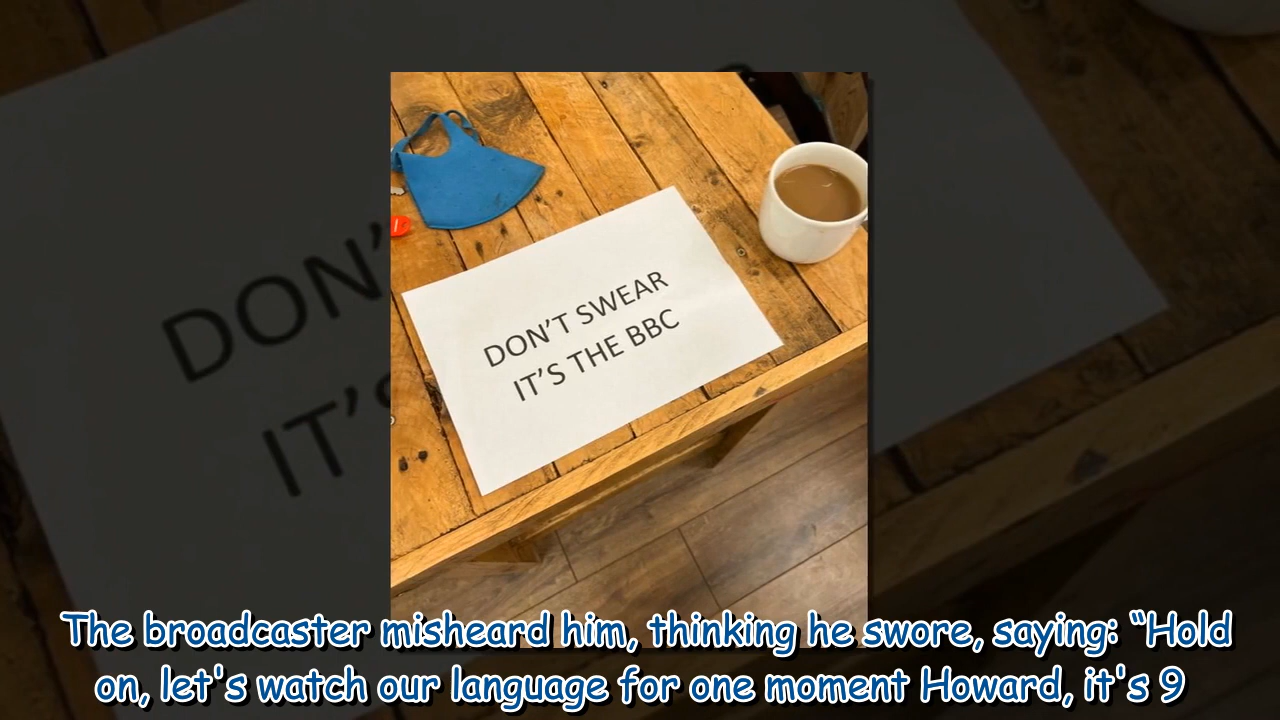 DON'T SWEAR
IT'S THE BBC
The broadcaster misheard him, thinking he swore, saying: “Hold
on, let's watch our language for one moment Howard, it's 9